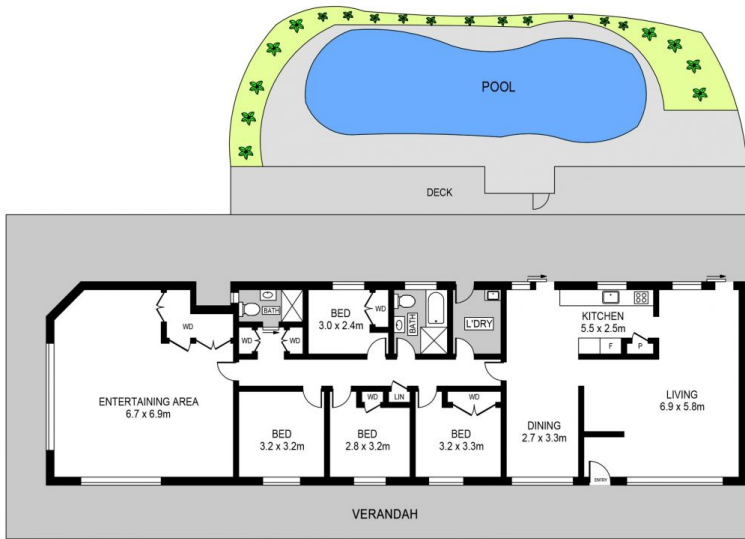 POOL
DECK
BATH
BED
3.0 x 2.4m
WD
BATH
L'DRY
KITCHEN
5.5 x 2.5m
F
P
WD
WD
WD
ENTERTAINING AREA
6.7 x 6.9m
LIVING
6.9 x 5.8m
WD
LIN
WD
BED
3.2 x 3.2m
BED
2.8 x 3.2m
BED
3.2 x 3.3m
DINING
2.7 x 3.3m
ENTRY
VERANDAH